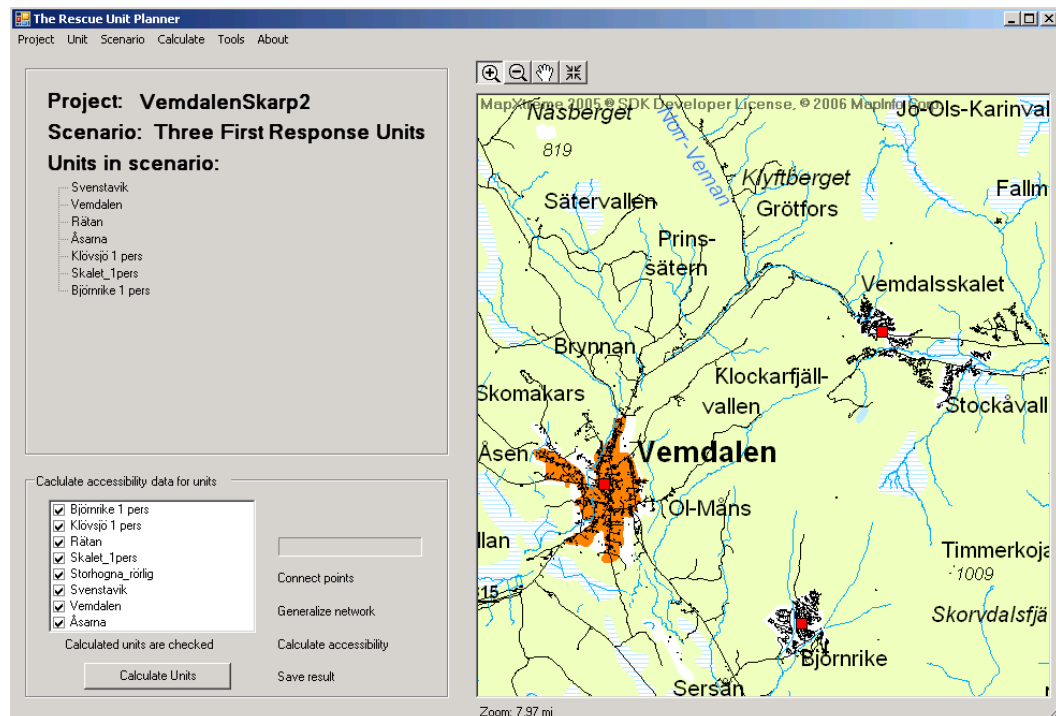 The Rescue Unit Planner
Project Unit Scenario Calculate Tools About
Project: VemdalenSkarp2
Scenario: Three First Response Units
Units in scenario:
Svenstavik
Vemdalen
Rätan
Åsarna
Klövsjö 1 pers
Skalet_1pers
Björnrike 1 pers
Caclulate accessibility data for units
Björnrike 1 pers
Klövsjö 1 pers
Rätan
Skalet_1pers
Storhogna_rörlig
Svenstavik
Vemdalen
Åsarna
Calculated units are checked
Calculate Units
Connect points
Generalize network
Calculate accessibility
Save result
MapXtreme 2005 ® SDK Developer License, © 2006 MapInfo Corp.
Näsberget
819
Norr-Veman
Jo-Ols-Karinval
Klyftberget
Grötfors
Fallm
Sätervallen
Prins-
sätern
Vemdalsskalet
Brynnan
Klockarfjäll-
vallen
Skomakars
Stockåvall
Åsen
Vemdalen
Ol-Måns
llan
Timmerkoja
1009
15
Skorvdalsfjä
Björnrike
Sersån
Zoom: 7,97 mi